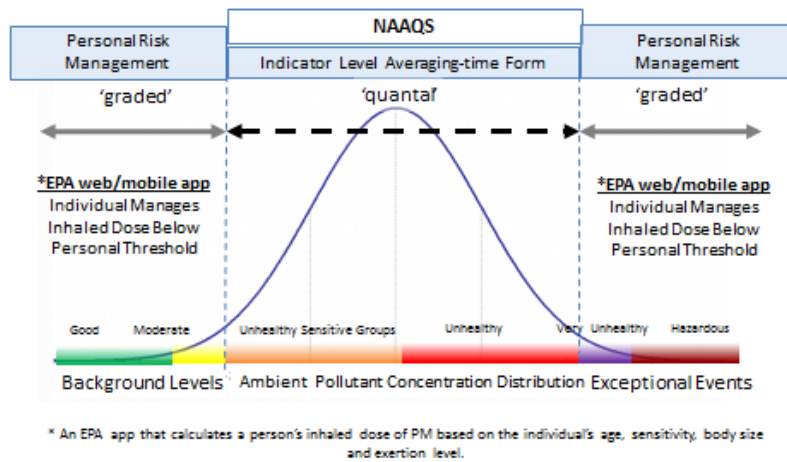 NAAQS
Personal Risk
Management
Indicator Level Averaging-time Form
Personal Risk
Management
'graded'
'quantal'
'graded'
*EPA web/mobile app
Individual Manages
Inhaled Dose Below
Personal Threshold
*EPA web/mobile app
Individual Manages
Inhaled Dose Below
Personal Threshold
Good Moderate Unhealthy Sensitive Groups Unhealthy Very Unhealthy Hazardous
Background Levels Ambient Pollutant Concentration Distribution Exceptional Events
* An EPA app that calculates a person's inhaled dose of PM based on the individual's age, sensitivity, body size
and exertion level.